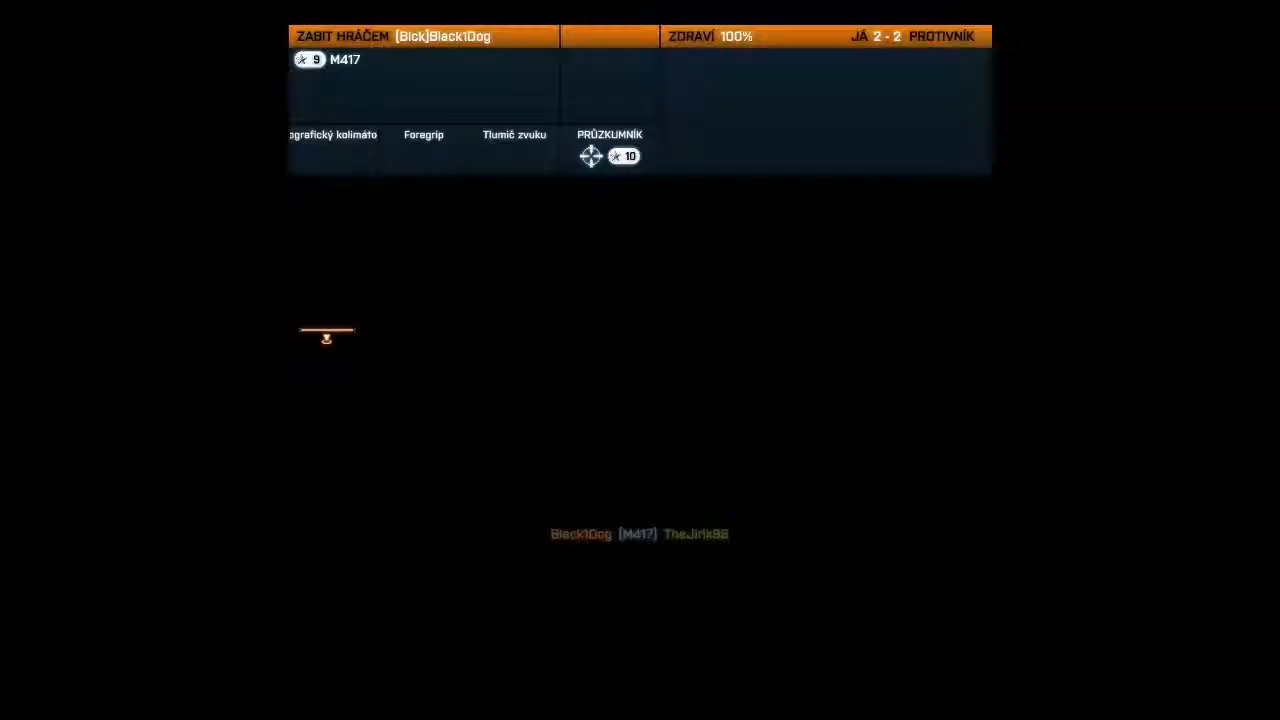 ZABIT HRÁČEM [Blck]Black1Dog
ZDRAVÍ 100% JÁ 2 - 2 PROTIVNÍK
9 M417
ografický kolimáto Foregrip Tlumič zvuku PRŮZKUMNÍK
10
Black1Dog [M417] TheJirik86